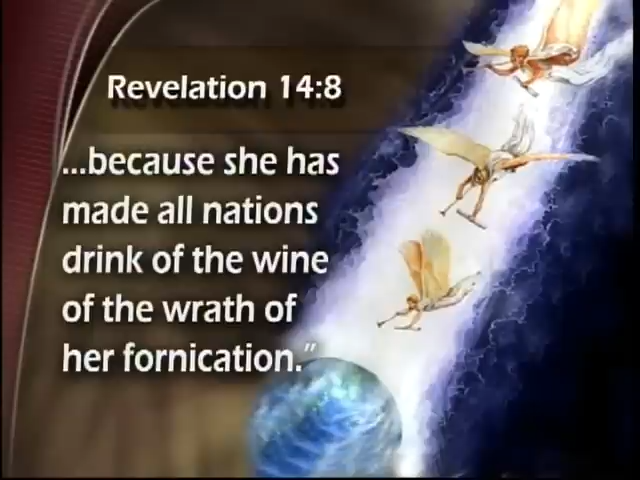 Revelation 14:8
...because she has
made all nations
drink of the wine
of the wrath of
her fornication.”